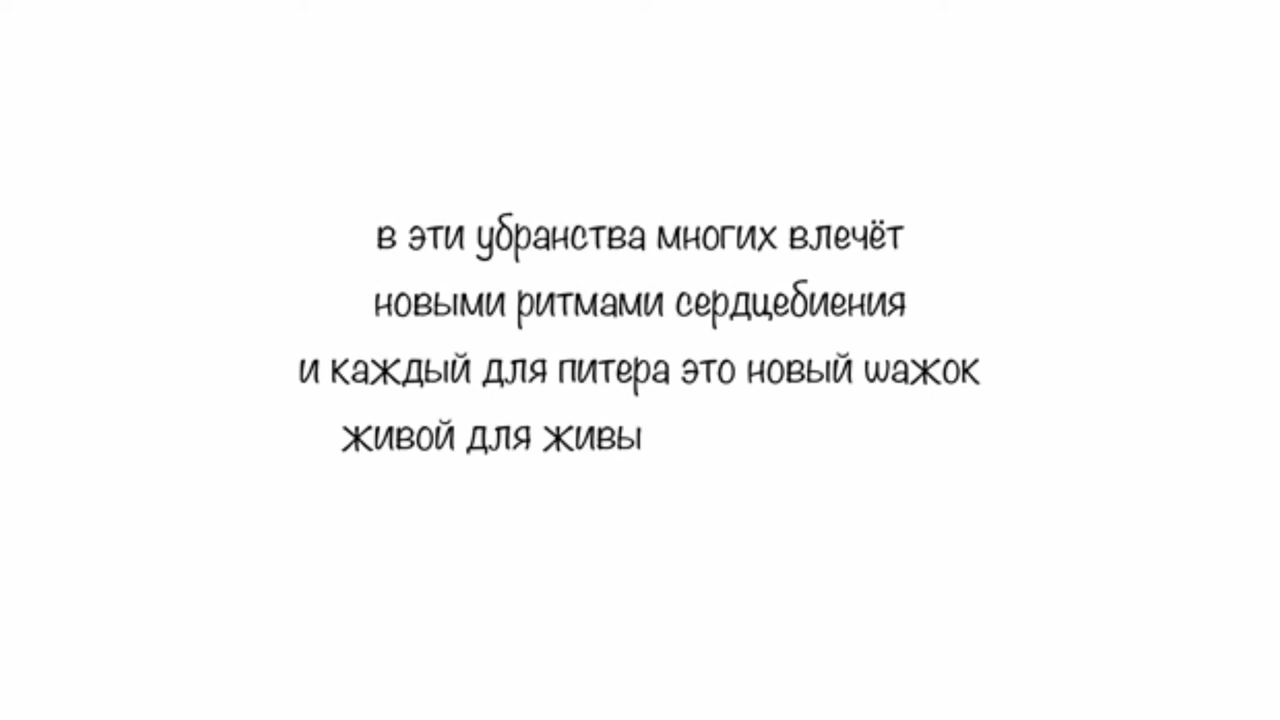 в эти убранства многих влечёт
новыми ритмами сердцебиения
и каждый для питера это новый шажок
живой для живы